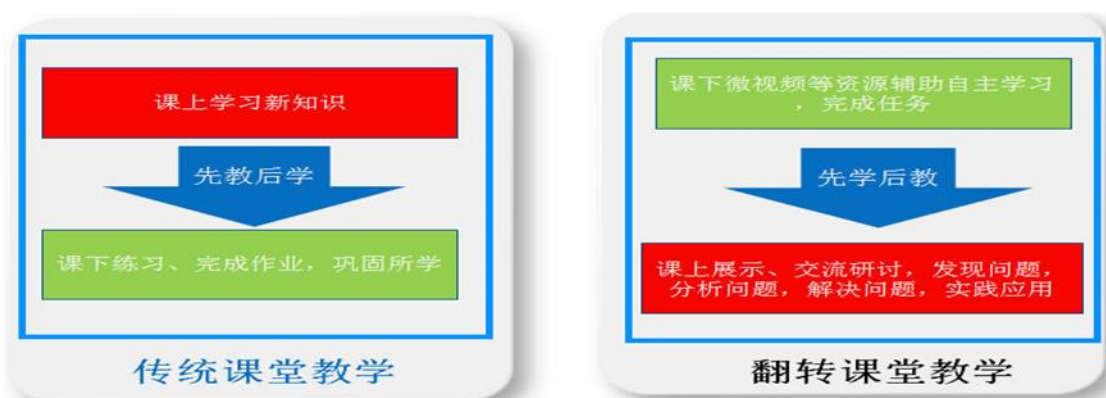 课上学习新知识
先教后学
课下练习、完成作业，巩固所学
传统课堂教学
课下微视频等资源辅助自主学习
，完成任务
先学后教
课上展示、交流研讨，发现问题，
分析问题，解决问题，实践应用
翻转课堂教学